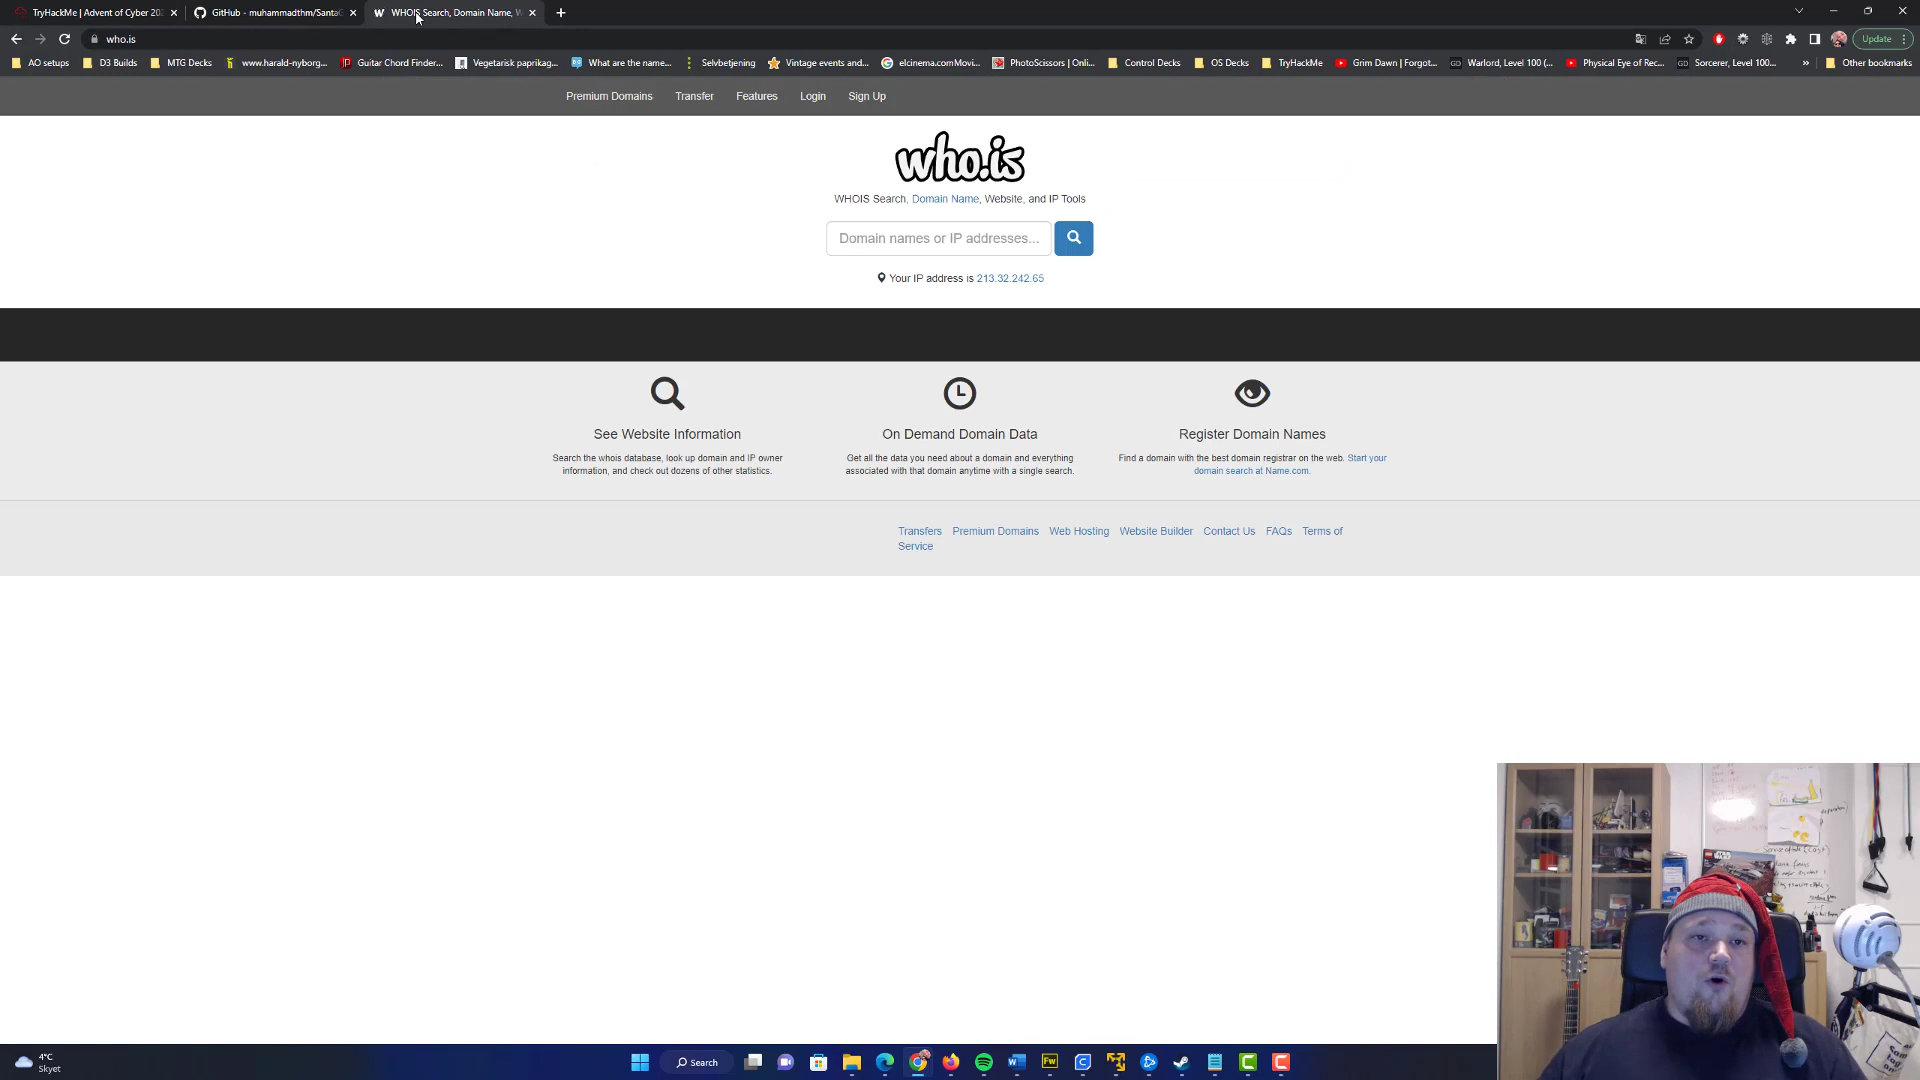 TryHackMe | Advent of Cyber 202
GitHub - muhammadthm/Santa
WHOIS Search, Domain Name, W
who.is
Update
AO setups
D3 Builds
MTG Decks
www.harald-nyborg...
Guitar Chord Finder...
Vegetarisk paprikag...
What are the name...
Selvbetjening
Vintage events and...
elcinema.comMovi...
PhotoScissors | Onli...
Control Decks
OS Decks
TryHackMe
Grim Dawn | Forgot...
Warlord, Level 100 (...
Physical Eye of Rec...
Sorcerer, Level 100...
Other bookmarks
Premium Domains
Transfer
Features
Login
Sign Up
who.is
WHOIS Search, Domain Name, Website, and IP Tools
Domain names or IP addresses...
Your IP address is 213.32.242.65
See Website Information
Search the whois database, look up domain and IP owner
information, and check out dozens of other statistics.
On Demand Domain Data
Get all the data you need about a domain and everything
associated with that domain anytime with a single search.
Register Domain Names
Find a domain with the best domain registrar on the web. Start your
domain search at Name.com.
Transfers Premium Domains Web Hosting Website Builder Contact Us FAQs Terms of
Service
4°C
Skyet
Search